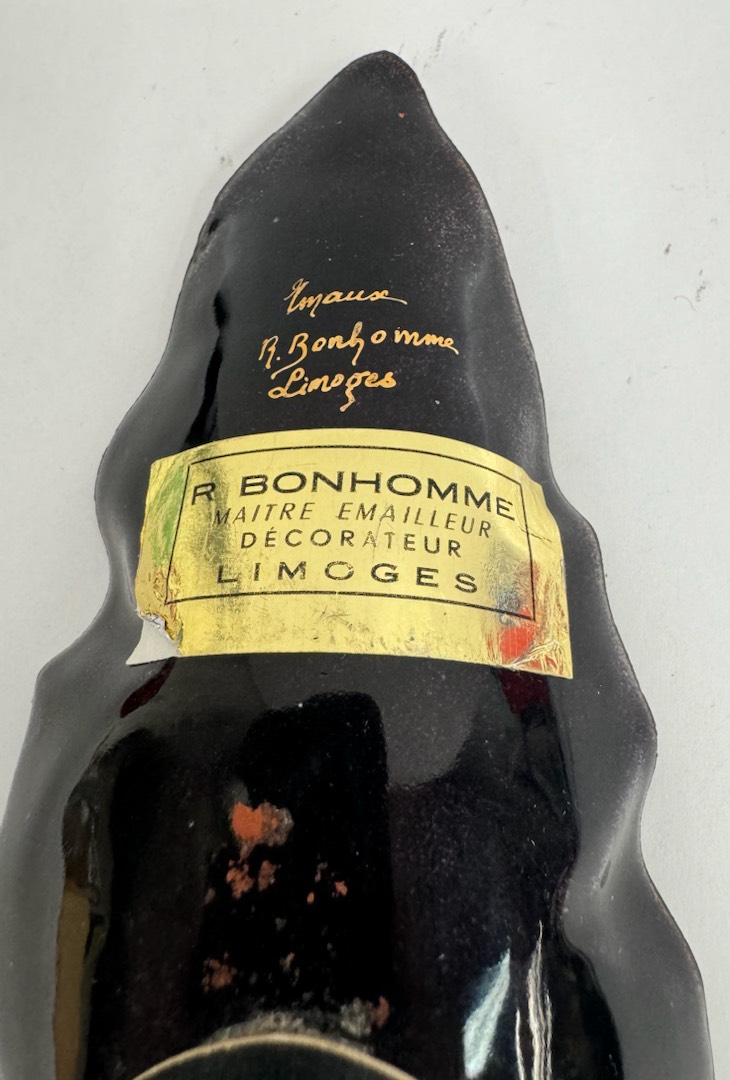 Emaux
R. Bonhomme
Limoges
R BONHOMME
MAITRE EMAILLEUR
DÉCORATEUR
LIMOGES